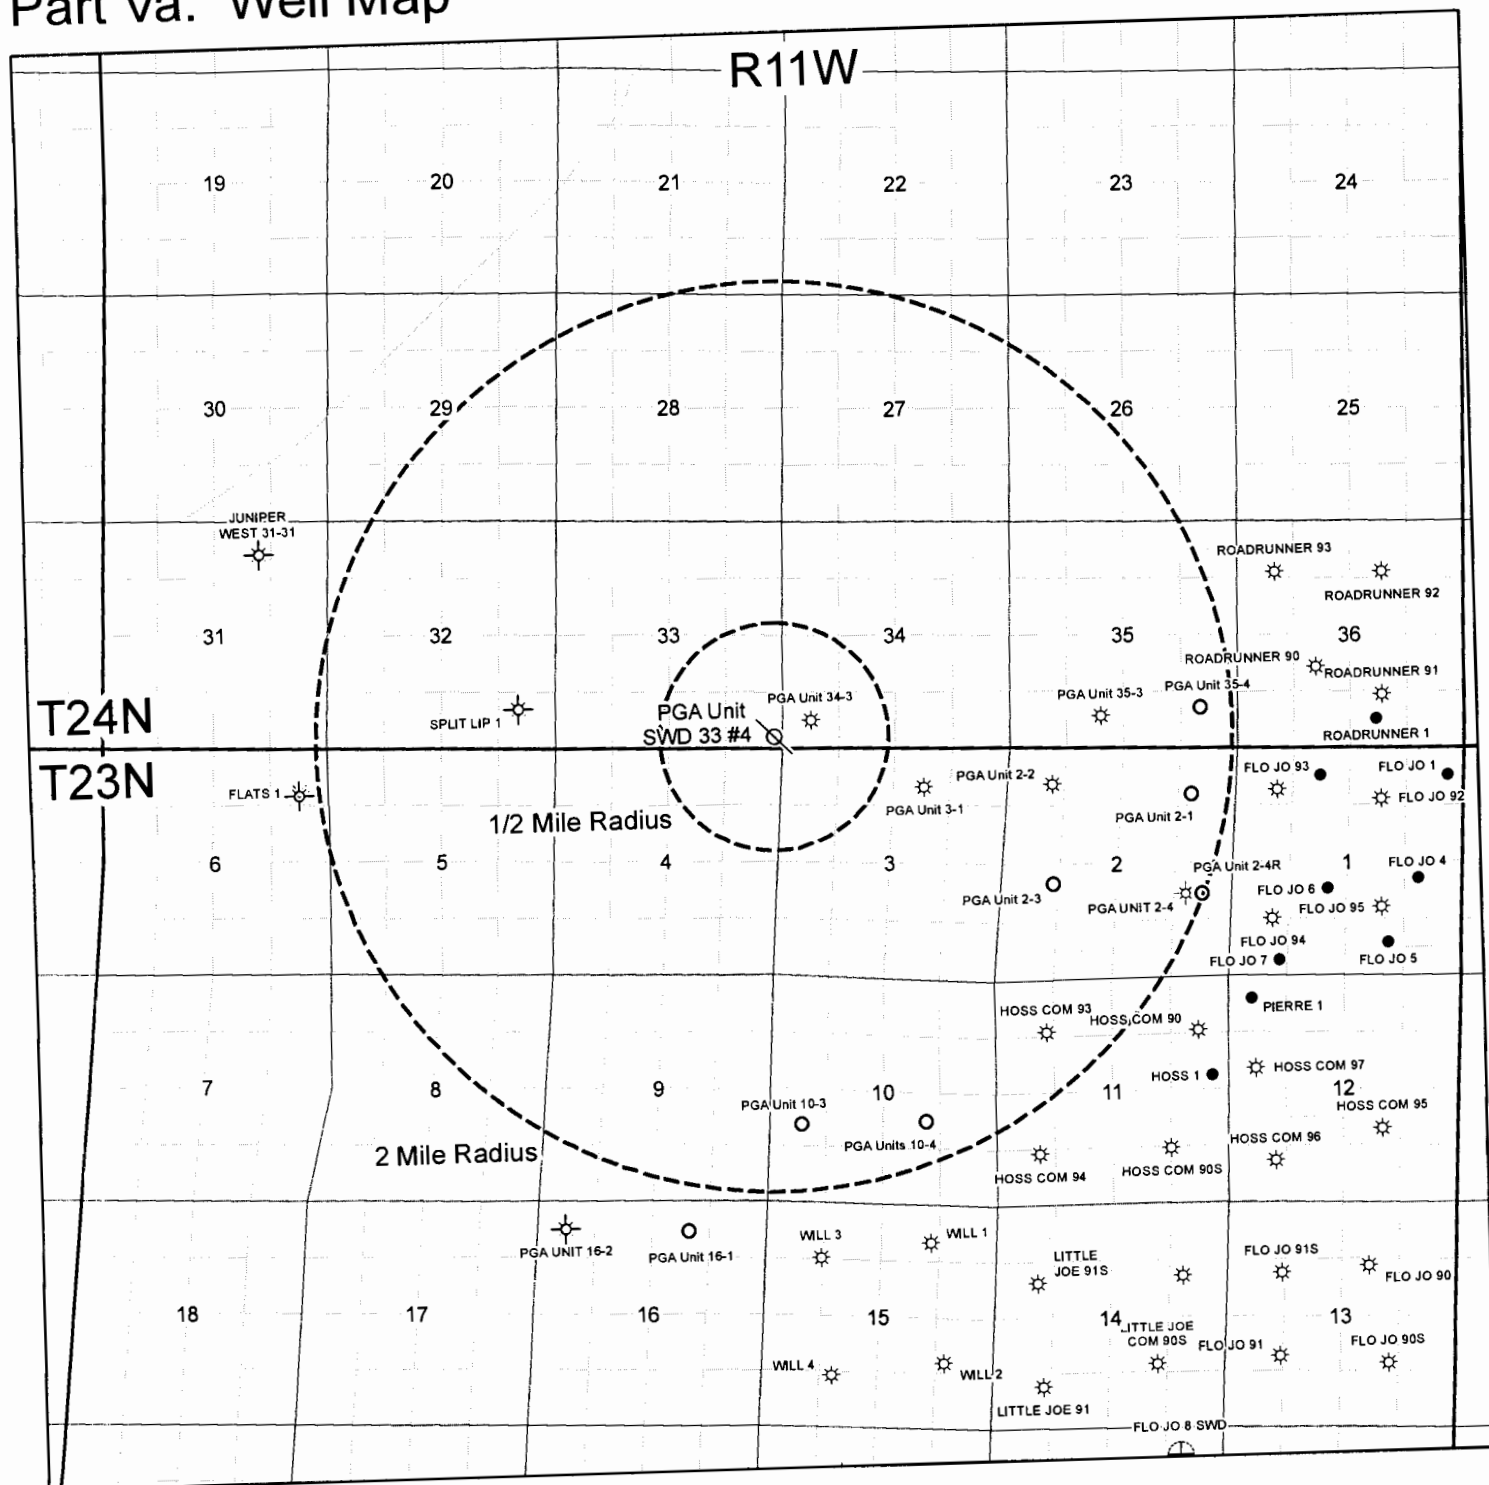 Part Va. Well Map
R11W
19
20
21
22
23
24
30
29
28
27
26
25
JUNIPER
WEST 31-31
ROADRUNNER 93
ROADRUNNER 92
31
32
33
34
35
36
ROADRUNNER 90
ROADRUNNER 91
PGA Unit 34-3
PGA Unit 35-3
PGA Unit 35-4
T24N
SPLIT LIP 1
PGA Unit
SWD 33 #4
ROADRUNNER 1
T23N
FLATS 1
PGA Unit 2-2
FLO JO 93
FLO JO 1
FLO JO 92
PGA Unit 3-1
PGA Unit 2-1
1/2 Mile Radius
6
5
4
3
2
1
PGA Unit 2-4R
FLO JO 4
FLO JO 6
PGA Unit 2-3
PGA UNIT 2-4
FLO JO 95
FLO JO 94
FLO JO 7
FLO JO 5
HOSS COM 93
HOSS COM 90
PIERRE 1
HOSS 1
HOSS COM 97
7
8
9
10
11
12
PGA Unit 10-3
HOSS COM 95
PGA Units 10-4
HOSS COM 96
2 Mile Radius
HOSS COM 94
HOSS COM 90S
PGA UNIT 16-2
PGA Unit 16-1
WILL 3
WILL 1
LITTLE
JOE 91S
FLO JO 91S
FLO JO 90
18
17
16
15
14
13
LITTLE JOE
COM 90S
FLO JO 91
FLO JO 90S
WILL 4
WILL 2
LITTLE JOE 91
FLO JO 8 SWD